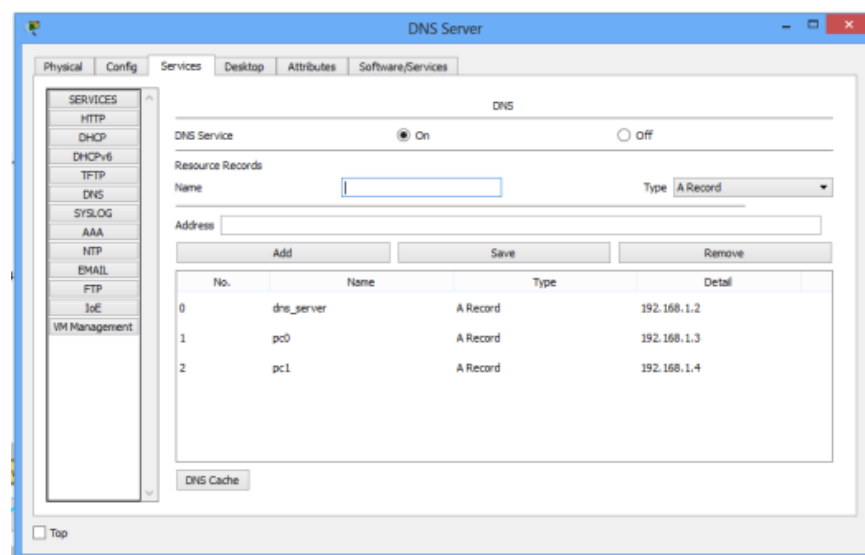 DNS Server
Physical Config Services Desktop Attributes Software/Services
SERVICES
HTTP
DHCP
DHCPv6
TFTP
DNS
SYSLOG
AAA
NTP
EMAIL
FTP
IoE
VM Management
DNS
DNS Service On Off
Resource Records
Name Type A Record
Address
Add Save Remove
No. Name Type Detail
0 dns_server A Record 192.168.1.2
1 pc0 A Record 192.168.1.3
2 pc1 A Record 192.168.1.4
DNS Cache
Top